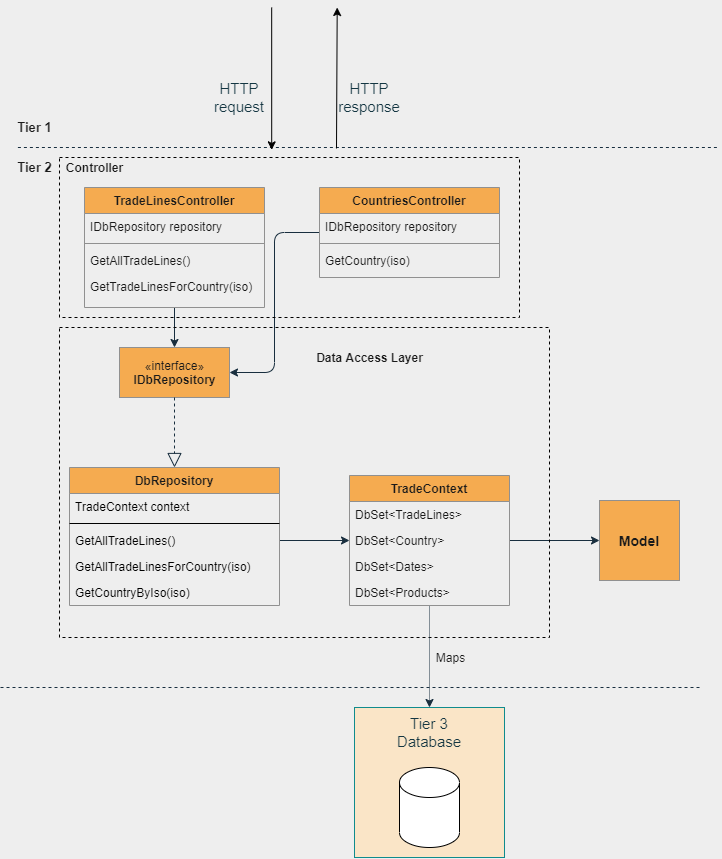 HTTP
request
HTTP
response
Tier 1
Tier 2
Controller
TradeLinesController
IDbRepository repository
GetAllTradeLines()
GetTradeLinesForCountry(iso)
CountriesController
IDbRepository repository
GetCountry(iso)
Data Access Layer
«interface»
IDbRepository
DbRepository
TradeContext context
GetAllTradeLines()
GetAllTradeLinesForCountry(iso)
GetCountryByIso(iso)
TradeContext
DbSet<TradeLines>
DbSet<Country>
DbSet<Dates>
DbSet<Products>
Model
Maps
Tier 3
Database